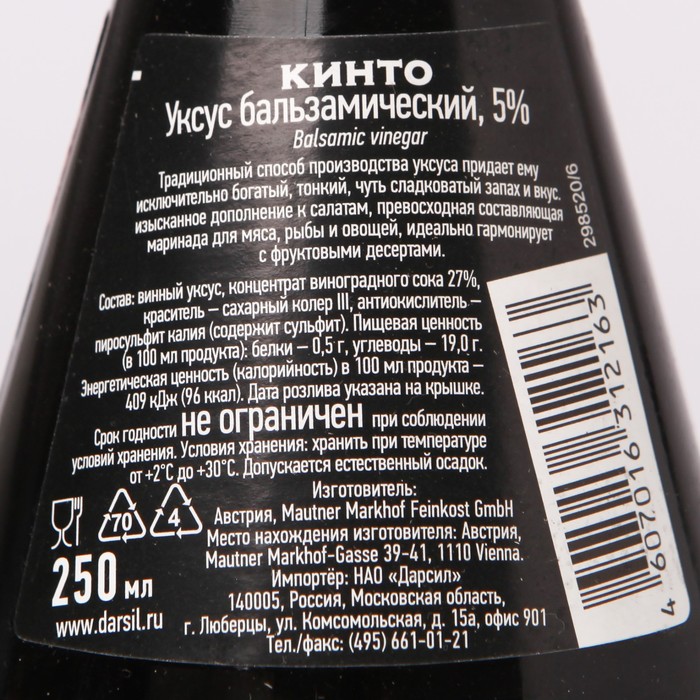 КИНТО
Уксус бальзамический, 5%
Balsamic vinegar
Традиционный способ производства уксуса придает ему
исключительно богатый, тонкий, чуть сладковатый запах и вкус.
изысканное дополнение к салатам, превосходная составляющая
маринада для мяса, рыбы и овощей, идеально гармонирует
с фруктовыми десертами.
Состав: винный уксус, концентрат виноградного сока 27%,
краситель – сахарный колер III, антиокислитель –
пиросульфит калия (содержит сульфит). Пищевая ценность
(в 100 мл продукта): белки – 0,5 г, углеводы – 19,0 г.
Энергетическая ценность (калорийность) в 100 мл продукта –
409 кДж (96 ккал). Дата розлива указана на крышке.
Срок годности не ограничен при соблюдении
условий хранения. Условия хранения: хранить при температуре
от +2°C до +30°C. Допускается естественный осадок.
Изготовитель:
Австрия, Mautner Markhof Feinkost GmbH
Место нахождения изготовителя: Австрия,
Mautner Markhof-Gasse 39-41, 1110 Vienna.
Импортёр: НАО «Дарсил»
140005, Россия, Московская область,
г. Люберцы, ул. Комсомольская, д. 15а, офис 901
Тел./факс: (495) 661-01-21
70
4
250 мл
www.darsil.ru
298520/6
4 607016 312163